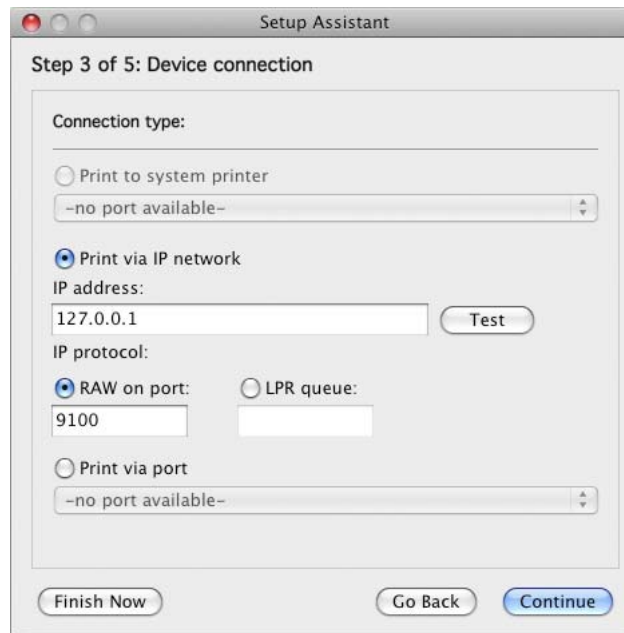 Setup Assistant
Step 3 of 5: Device connection
Connection type:
Print to system printer
-no port available-
Print via IP network
IP address:
127.0.0.1
Test
IP protocol:
RAW on port:
LPR queue:
9100
Print via port
-no port available-
Finish Now
Go Back
Continue